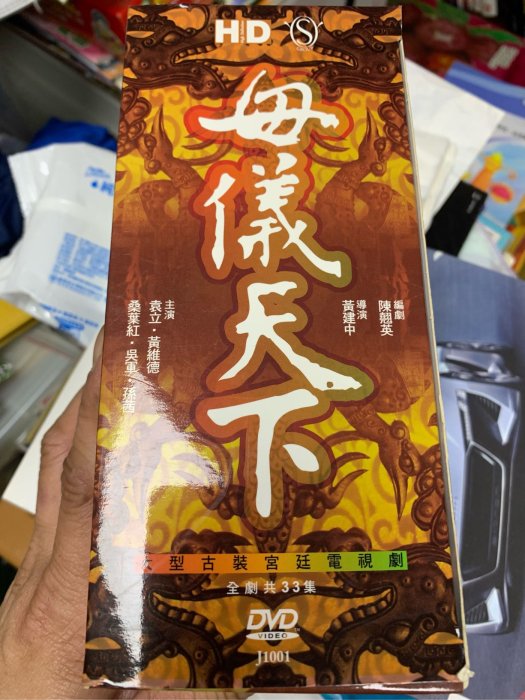 HD
母儀天下
編劇
陳翹英
導演
黃建中
主演
袁立·黃維德
桑葉紅·吳軍·孫茜
大型古裝宮廷電視劇
全劇共33集
DVD
VIDEO
J1001